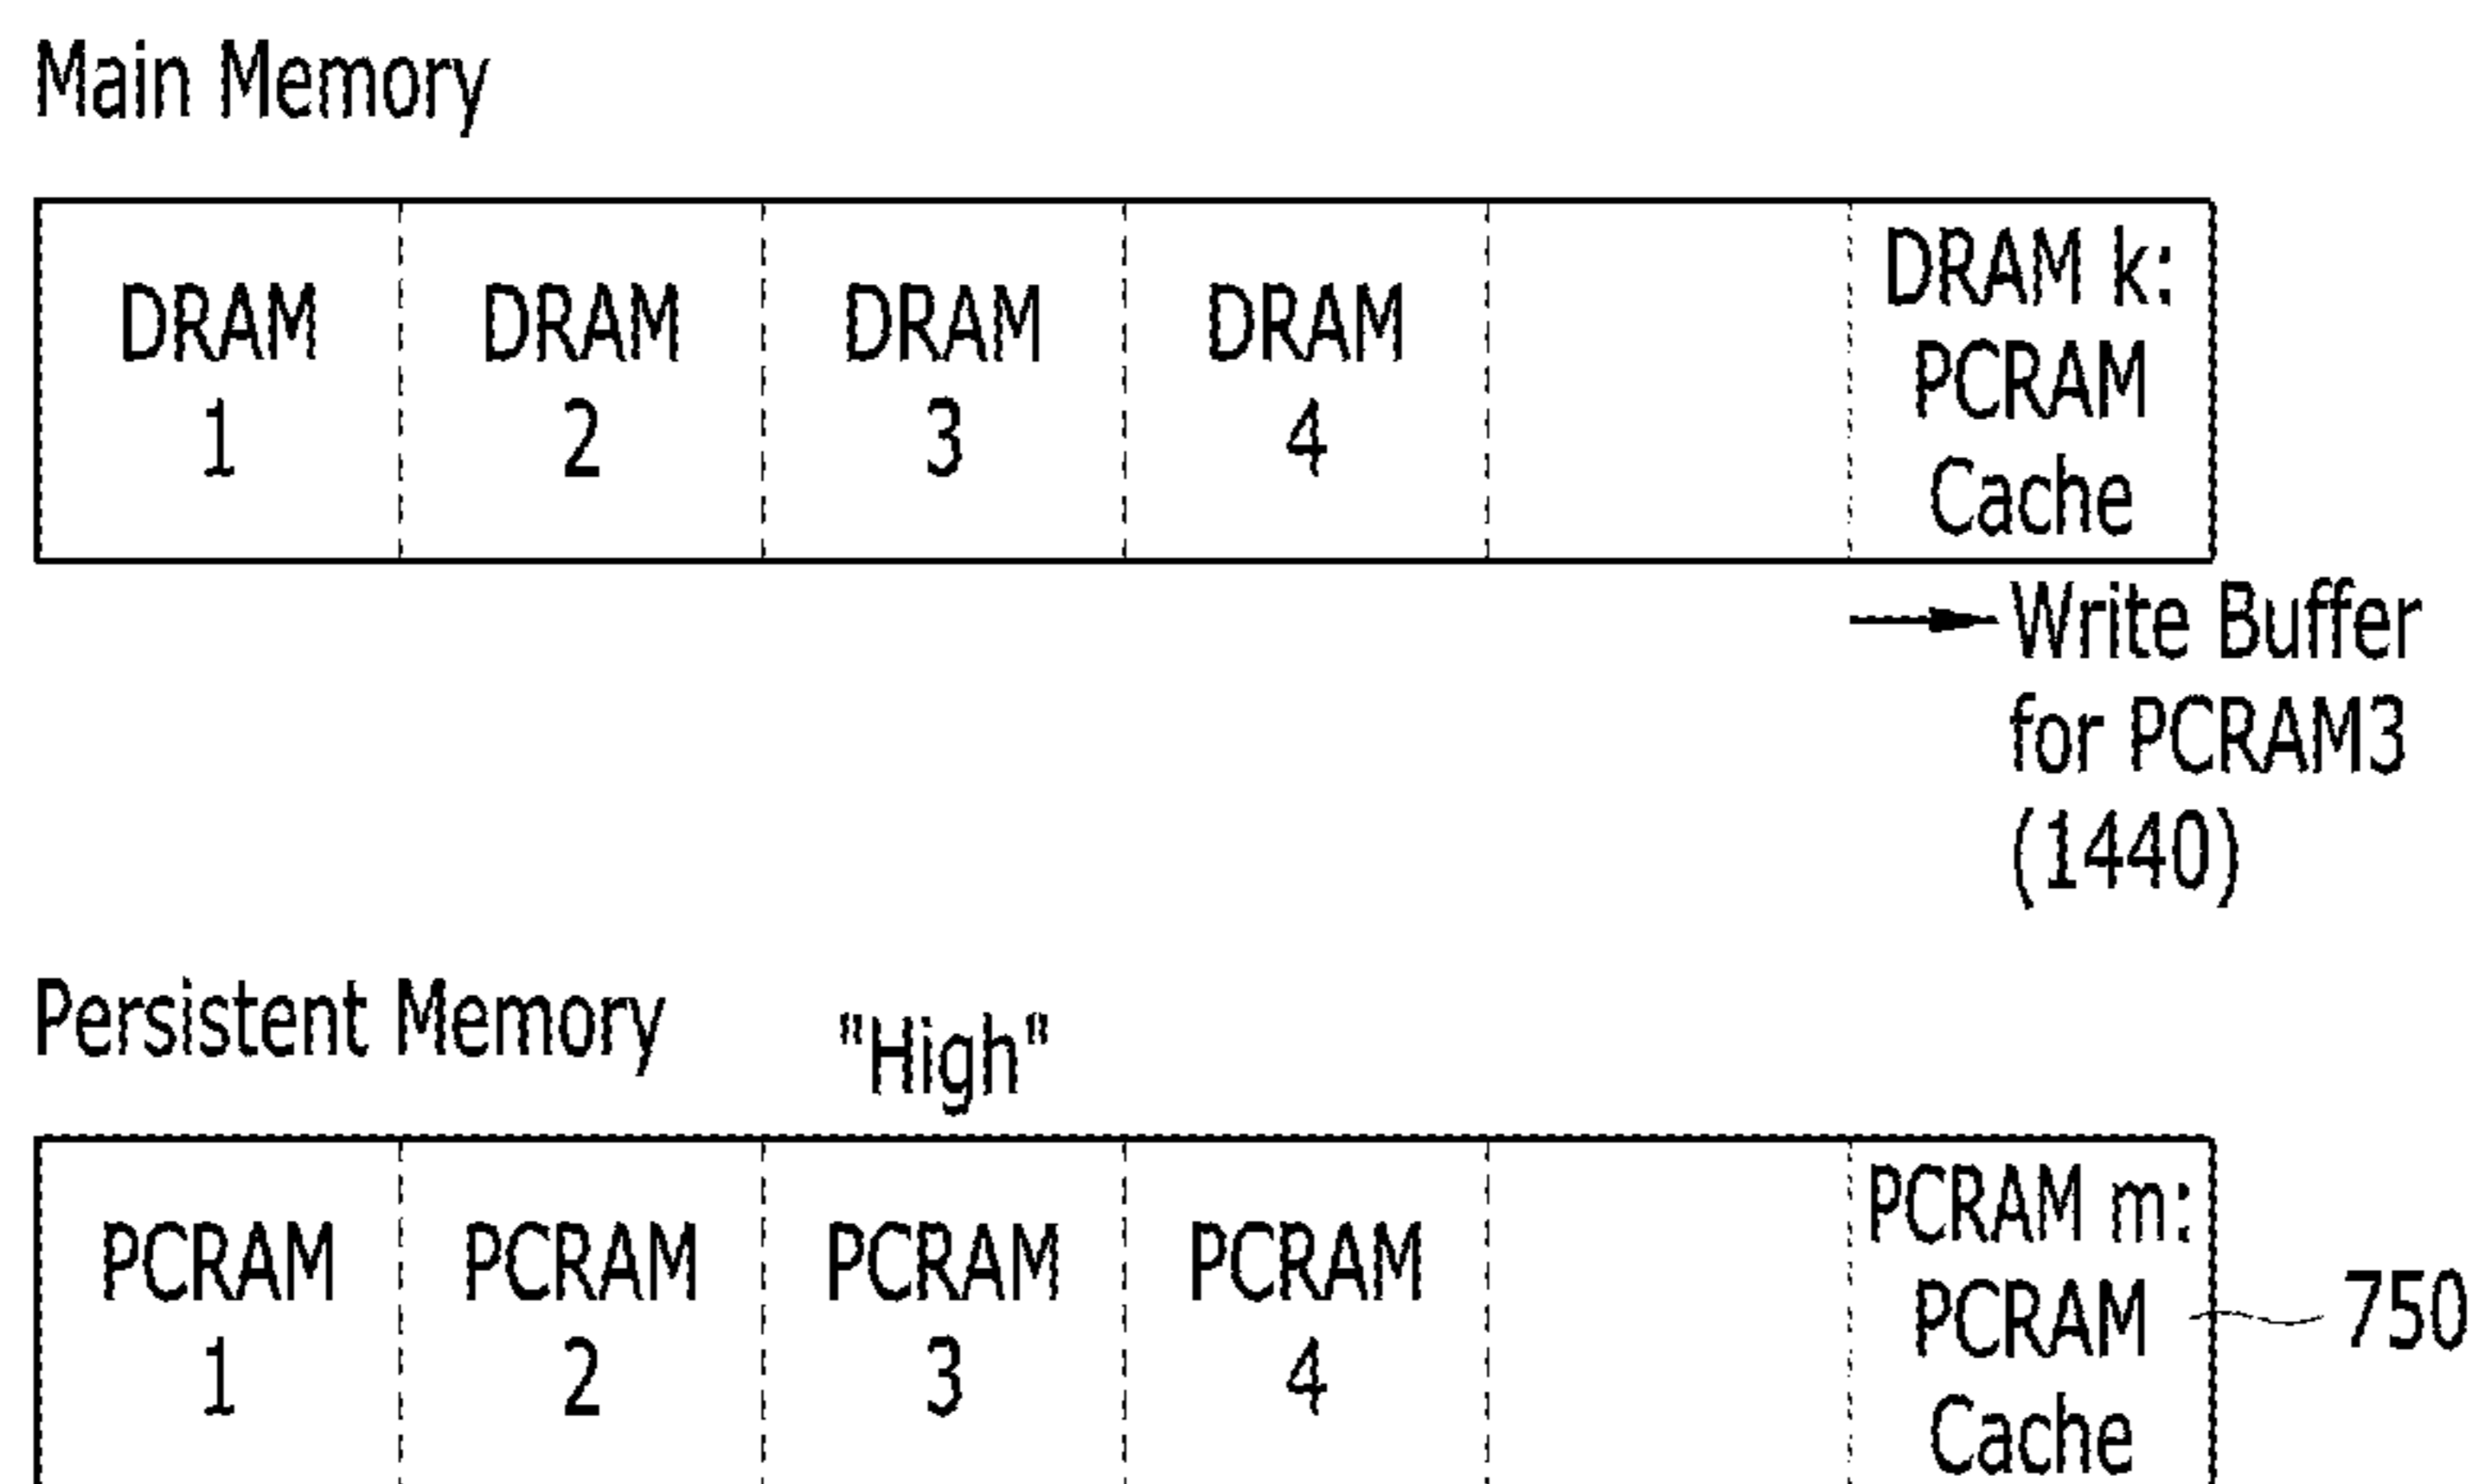 Main Memory
DRAM
1
DRAM
2
DRAM
3
DRAM
4
DRAM k:
PCRAM
Cache
Write Buffer
for PCRAM3
(1440)
Persistent Memory
"High"
PCRAM
1
PCRAM
2
PCRAM
3
PCRAM
4
PCRAM m:
PCRAM
Cache
750